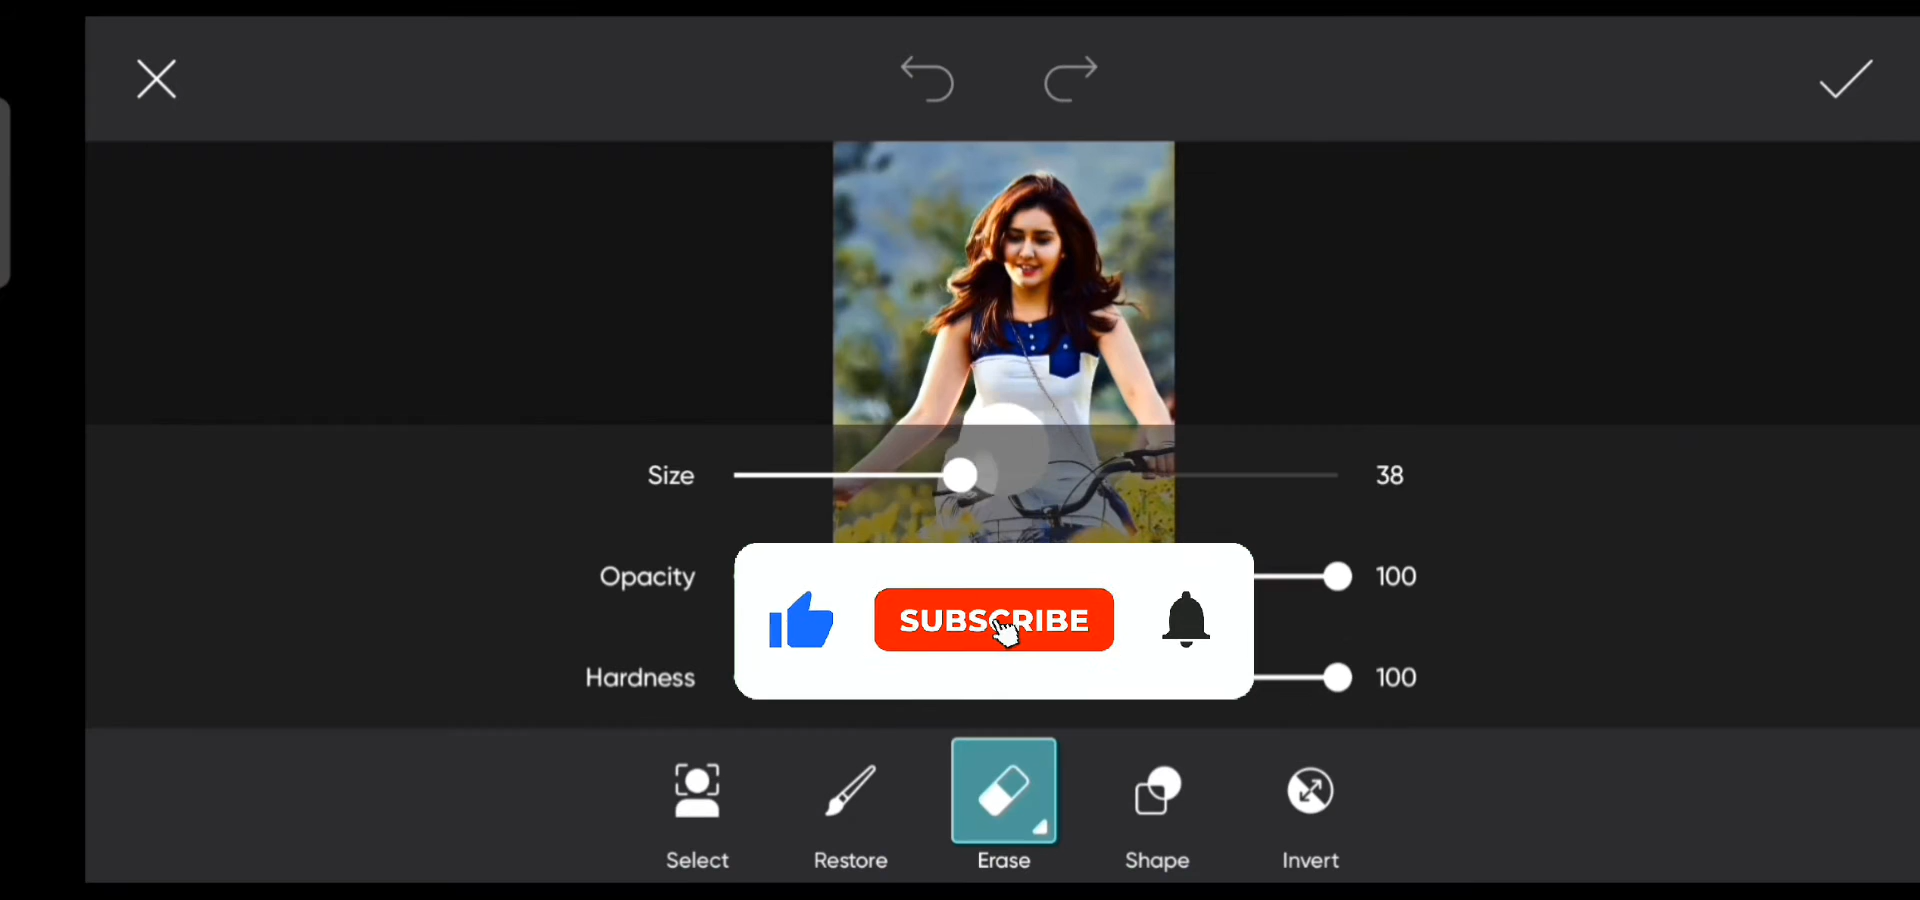 Size 38
Opacity 100
SUBSCRIBE
Hardness 100
Select Restore Erase Shape Invert